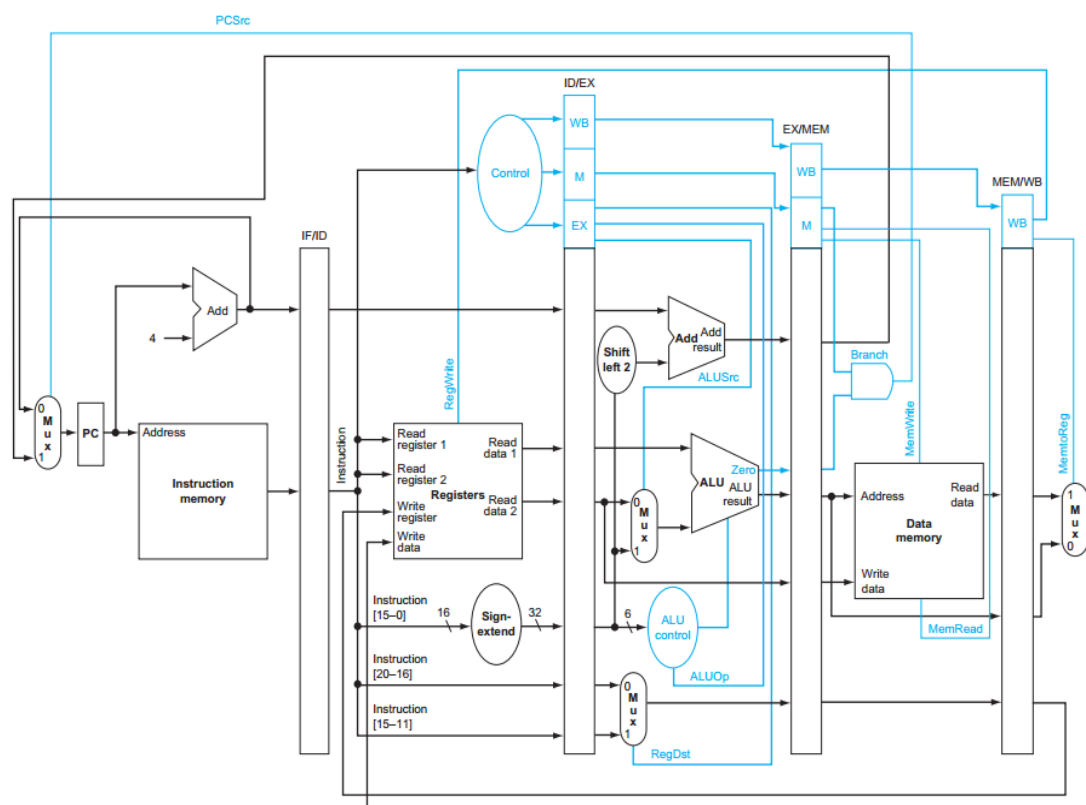 PCSrc
ID/EX
WB
EX/MEM
Control
M
WB
MEM/WB
EX
M
WB
IF/ID
Add
4
Add
Add
result
Shift
left 2
Branch
ALUSrc
RegWrite
MemWrite
MemtoReg
0
M
u
x
1
PC
Address
Instruction
memory
Instruction
Read
register 1
Read
data 1
Read
register 2
Registers
Read
data 2
Write
register
Write
data
0
M
u
x
1
Zero
ALU
ALU
result
Address
Read
data
Data
memory
Write
data
1
M
u
x
0
Instruction
[15–0]
16
Sign-
extend
32
6
ALU
control
MemRead
Instruction
[20–16]
ALUOp
0
M
u
x
1
Instruction
[15–11]
RegDst